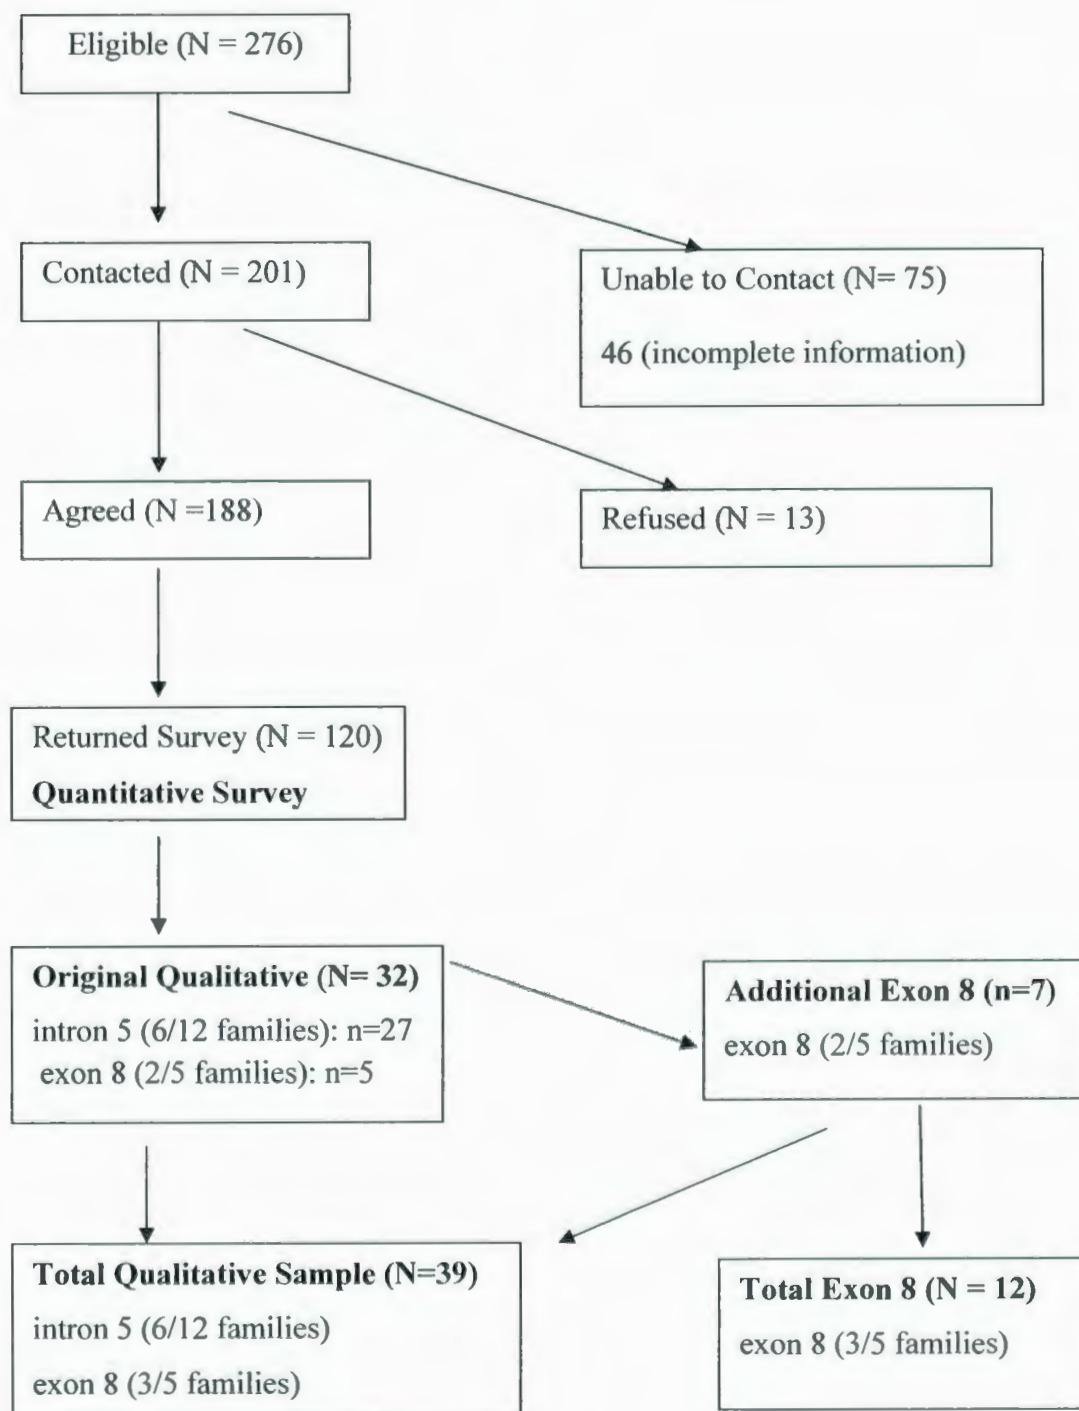 Eligible (N = 276)
Contacted (N = 201)
Unable to Contact (N= 75)
46 (incomplete information)
Agreed (N =188)
Refused (N = 13)
Returned Survey (N = 120)
Quantitative Survey
Original Qualitative (N= 32)
intron 5 (6/12 families): n=27
exon 8 (2/5 families): n=5
Additional Exon 8 (n=7)
exon 8 (2/5 families)
Total Qualitative Sample (N=39)
intron 5 (6/12 families)
exon 8 (3/5 families)
Total Exon 8 (N = 12)
exon 8 (3/5 families)